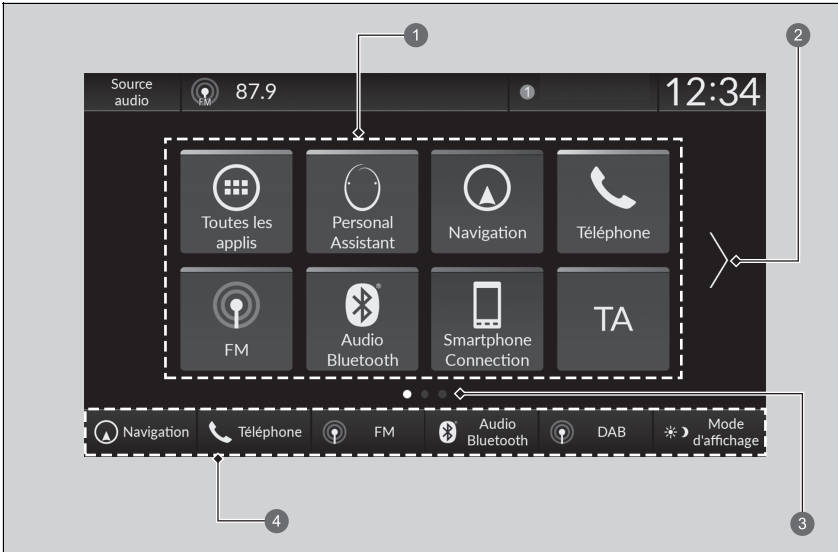 1
2
Source
audio
FM
87.9
1
12:34
Toutes les
applis
Personal
Assistant
Navigation
Téléphone
FM
Audio
Bluetooth
®
Smartphone
Connection
TA
Navigation
Téléphone
FM
Audio
Bluetooth
DAB
Mode
d'affichage
4
3